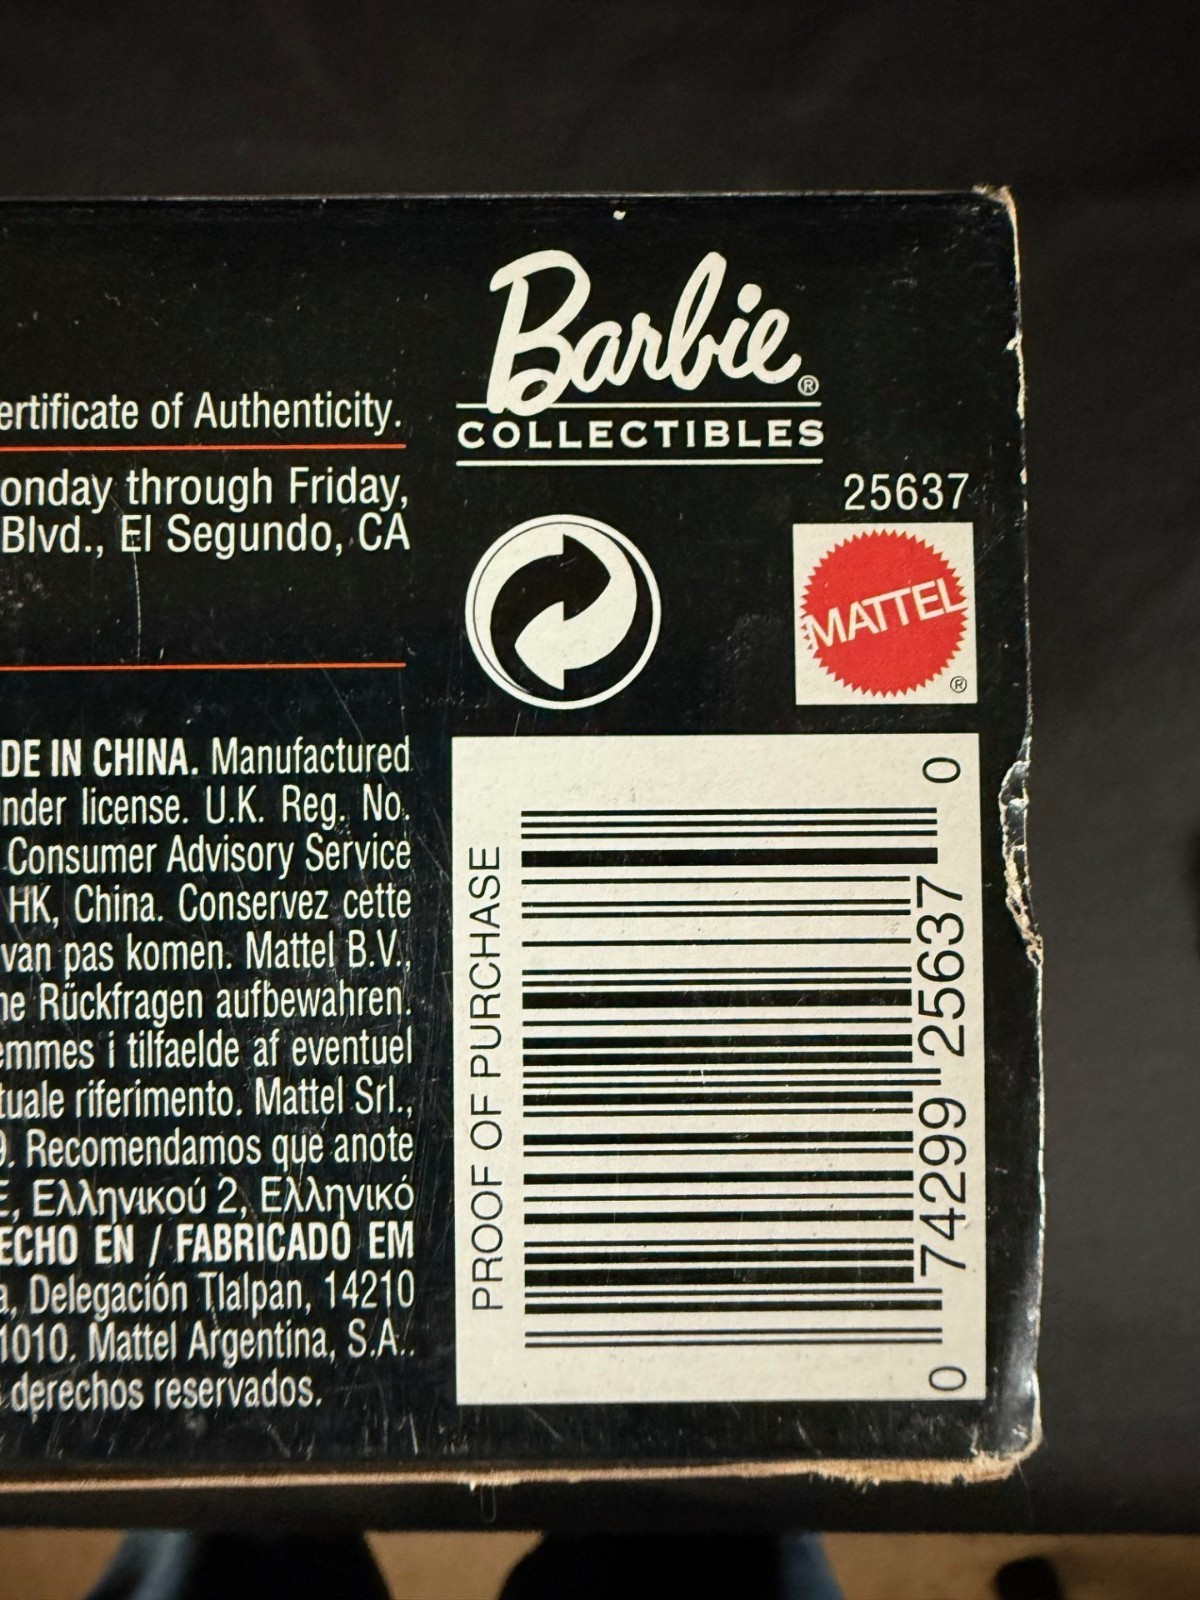 ertificate of Authenticity.
onday through Friday,
Blvd., El Segundo, CA
DE IN CHINA. Manufactured
nder license. U.K. Reg. No.
Consumer Advisory Service
HK, China. Conservez cette
van pas komen. Mattel B.V.,
ne Rückfragen aufbewahren.
emmes i tilfaelde af eventuel
tuale riferimento. Mattel Srl.,
9. Recomendamos que anote
E, Ελληνικού 2, Ελληνικό
ECHO EN / FABRICADO EM
a, Delegación Tlalpan, 14210
1010. Mattel Argentina, S.A..
s derechos reservados.
Barbie®
COLLECTIBLES
25637
MATTEL
®
PROOF OF PURCHASE
0 74299 25637 0